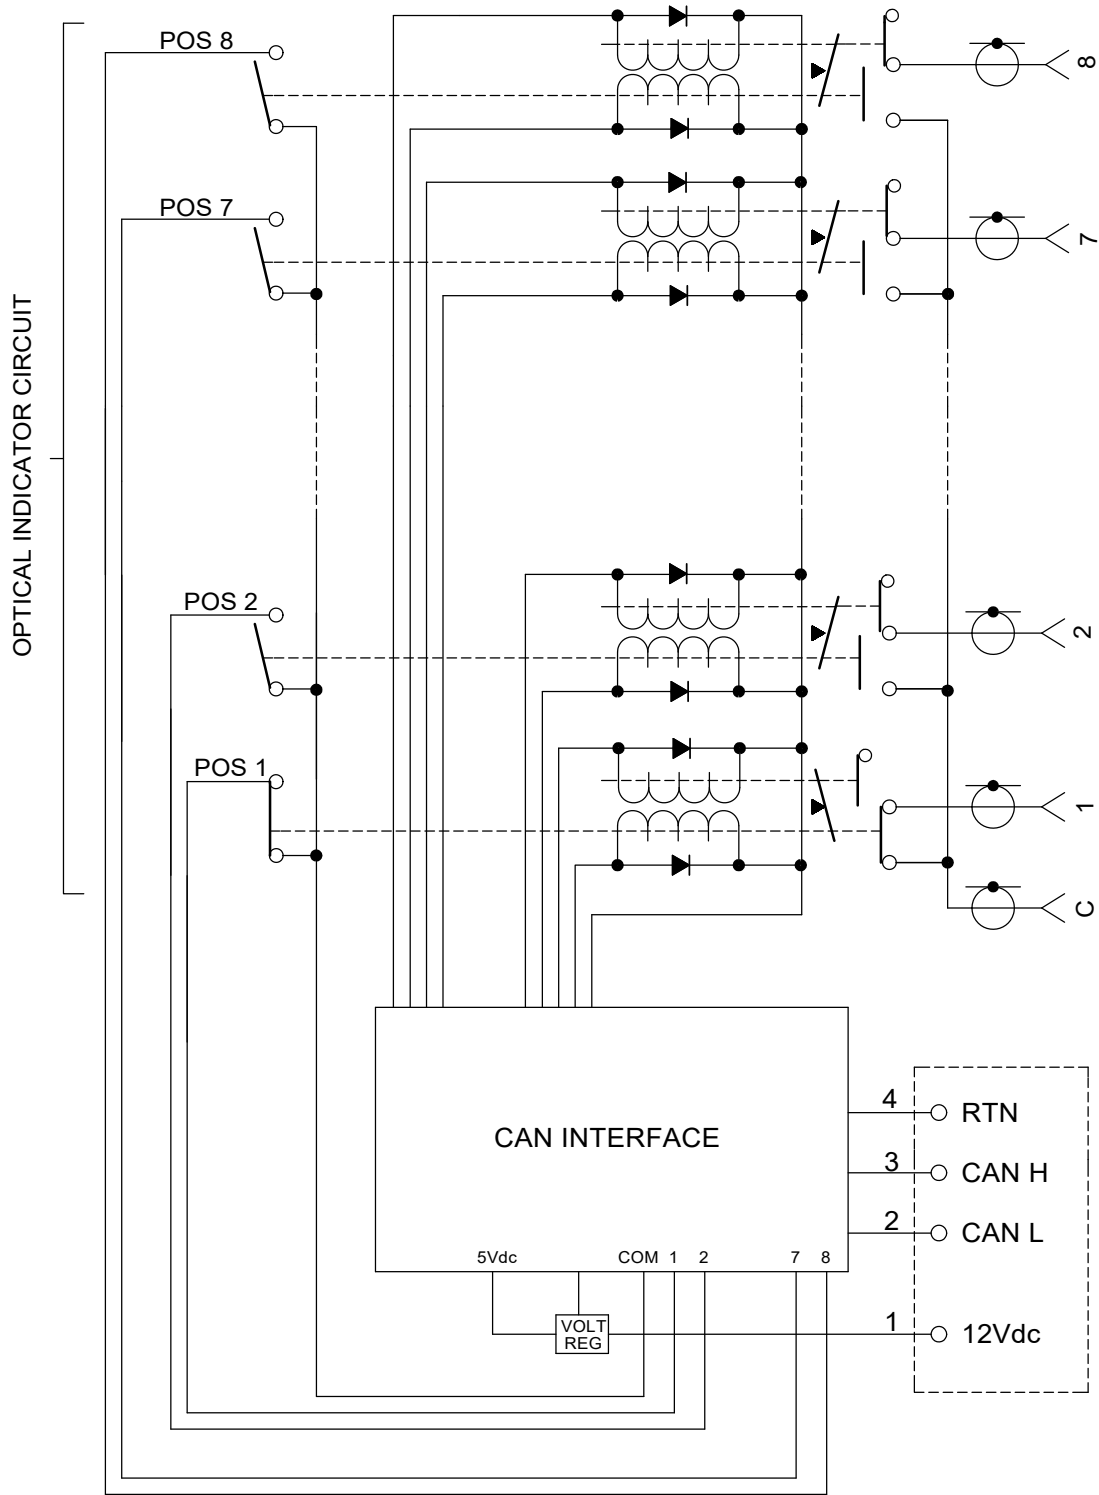 POS 8
8
POS 7
7
OPTICAL INDICATOR CIRCUIT
POS 2
2
POS 1
1
C
CAN INTERFACE
4 RTN
3 CAN H
2 CAN L
5Vdc COM 1 2 7 8
VOLT
REG
1 12Vdc